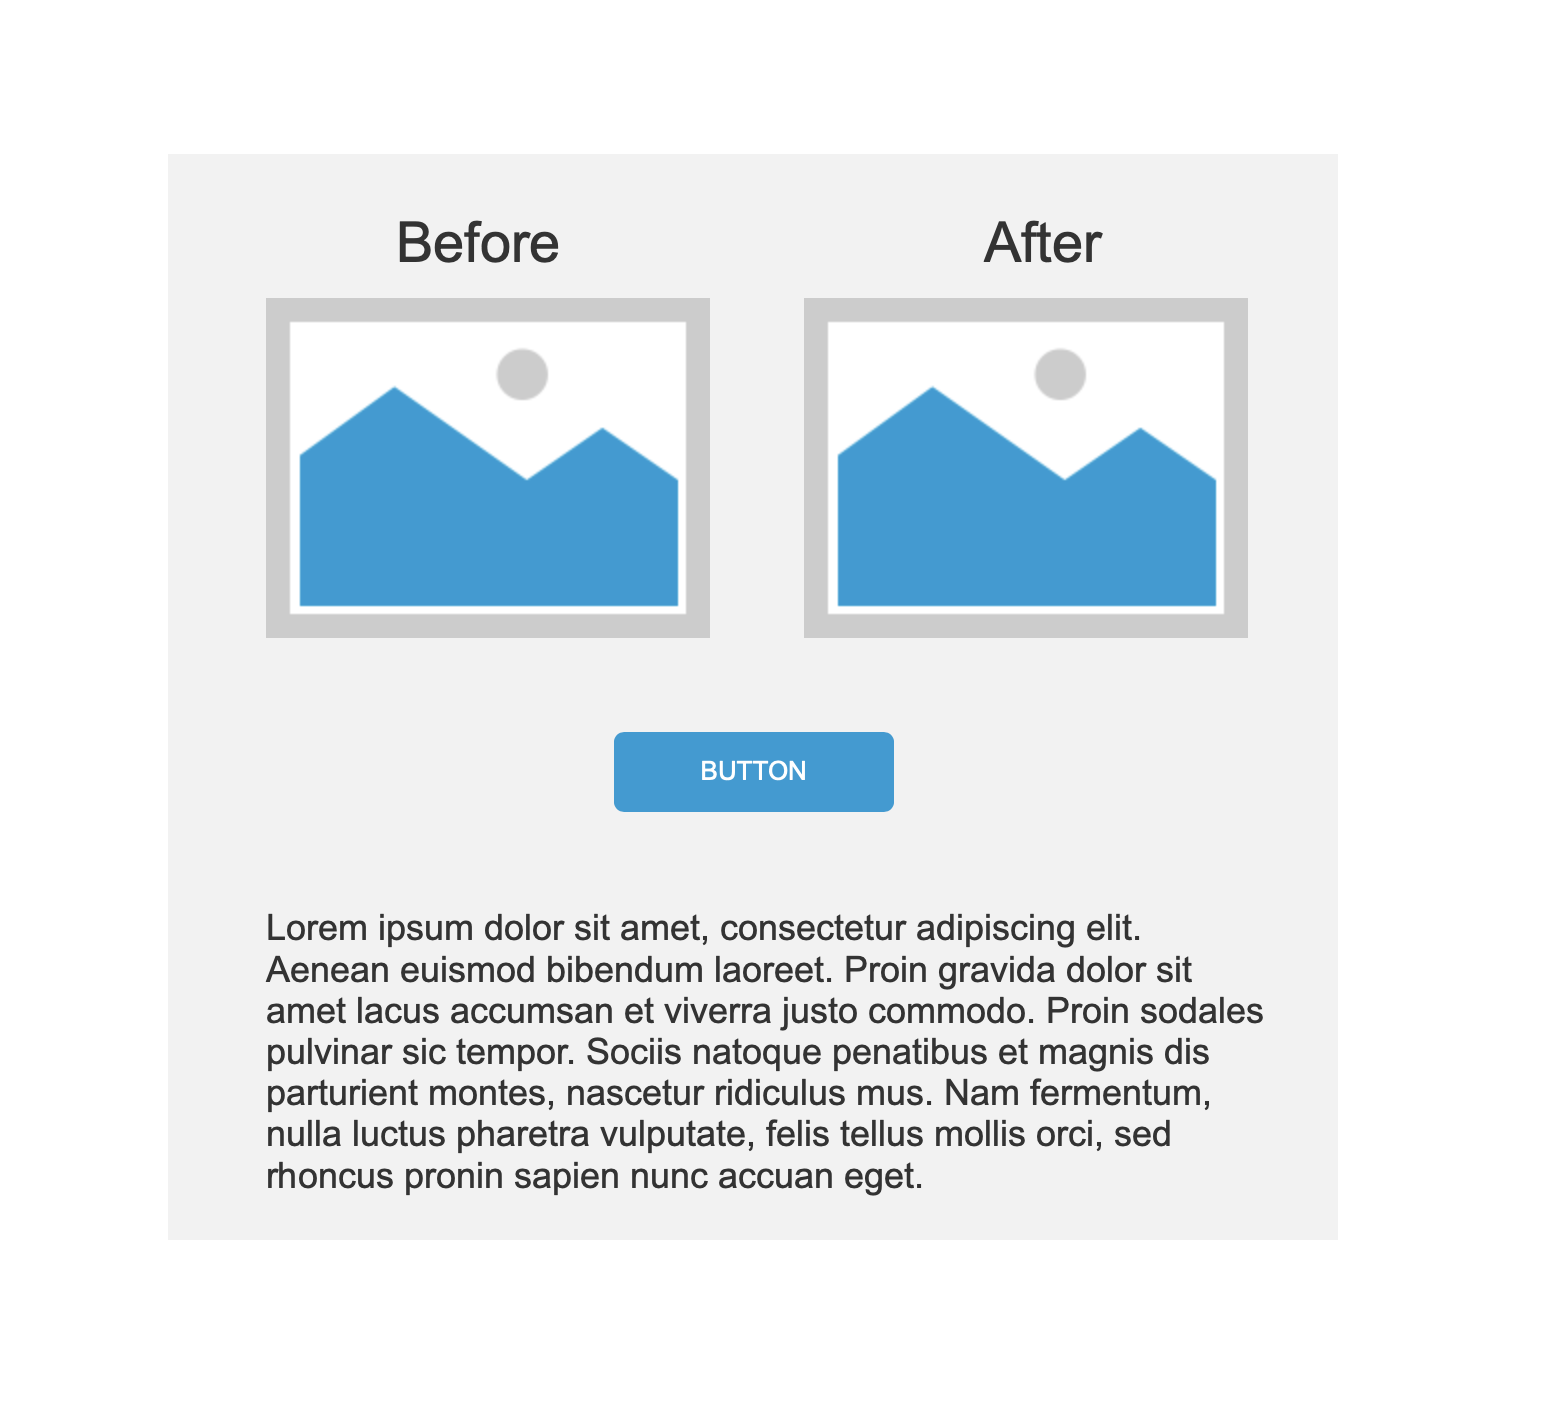 Before
After
BUTTON
Lorem ipsum dolor sit amet, consectetur adipiscing elit.
Aenean euismod bibendum laoreet. Proin gravida dolor sit
amet lacus accumsan et viverra justo commodo. Proin sodales
pulvinar sic tempor. Sociis natoque penatibus et magnis dis
parturient montes, nascetur ridiculus mus. Nam fermentum,
nulla luctus pharetra vulputate, felis tellus mollis orci, sed
rhoncus pronin sapien nunc accuan eget.